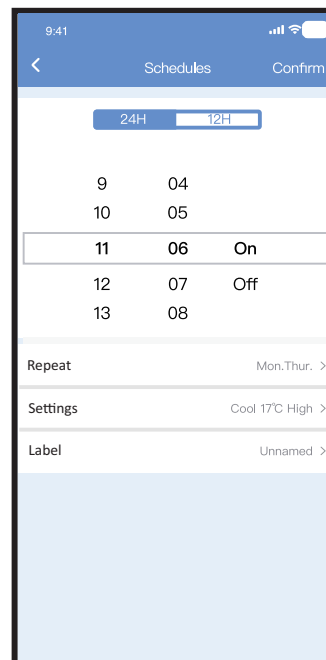 9:41
Schedules Confirm
24H 12H
9 04
10 05
11 06 On
12 07 Off
13 08
Repeat Mon.Thur. >
Settings Cool 17℃ High >
Label Unnamed >